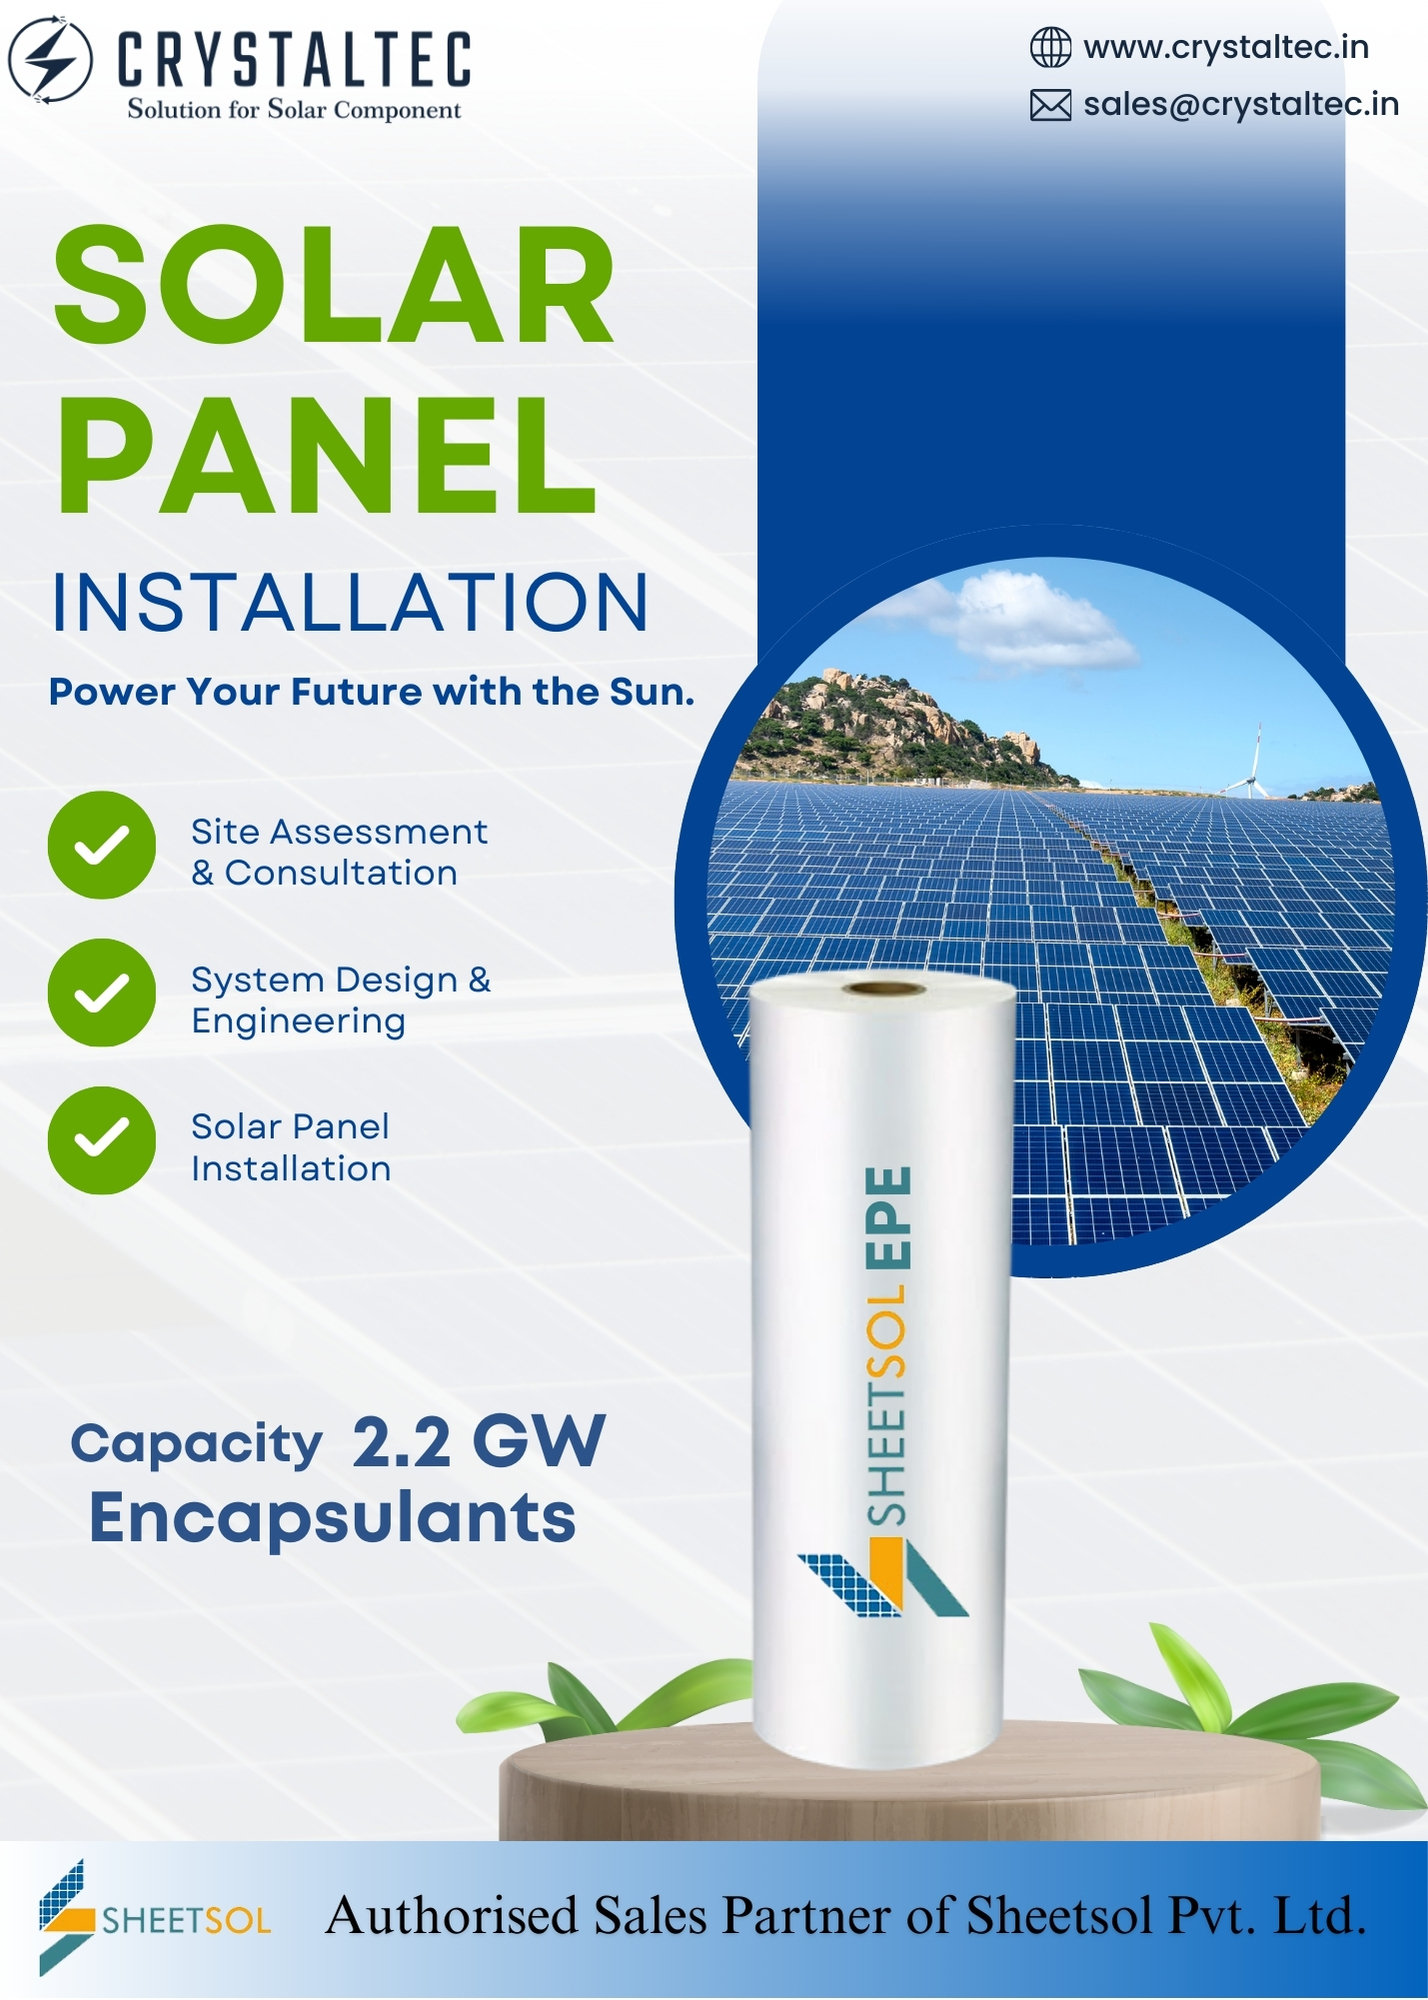 CRYSTALTEC
Solution for Solar Component
www.crystaltec.in
sales@crystaltec.in
SOLAR
PANEL
INSTALLATION
Power Your Future with the Sun.
Site Assessment
& Consultation
System Design &
Engineering
Solar Panel
Installation
Capacity 2.2 GW
Encapsulants
SHEETSOL EPE
SHEETSOL
Authorised Sales Partner of Sheetsol Pvt. Ltd.